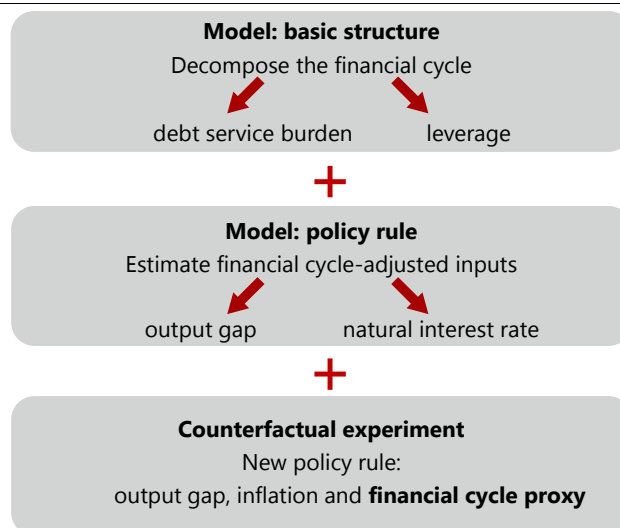 Model: basic structure
Decompose the financial cycle
debt service burden leverage
+
Model: policy rule
Estimate financial cycle-adjusted inputs
output gap natural interest rate
+
Counterfactual experiment
New policy rule:
output gap, inflation and financial cycle proxy